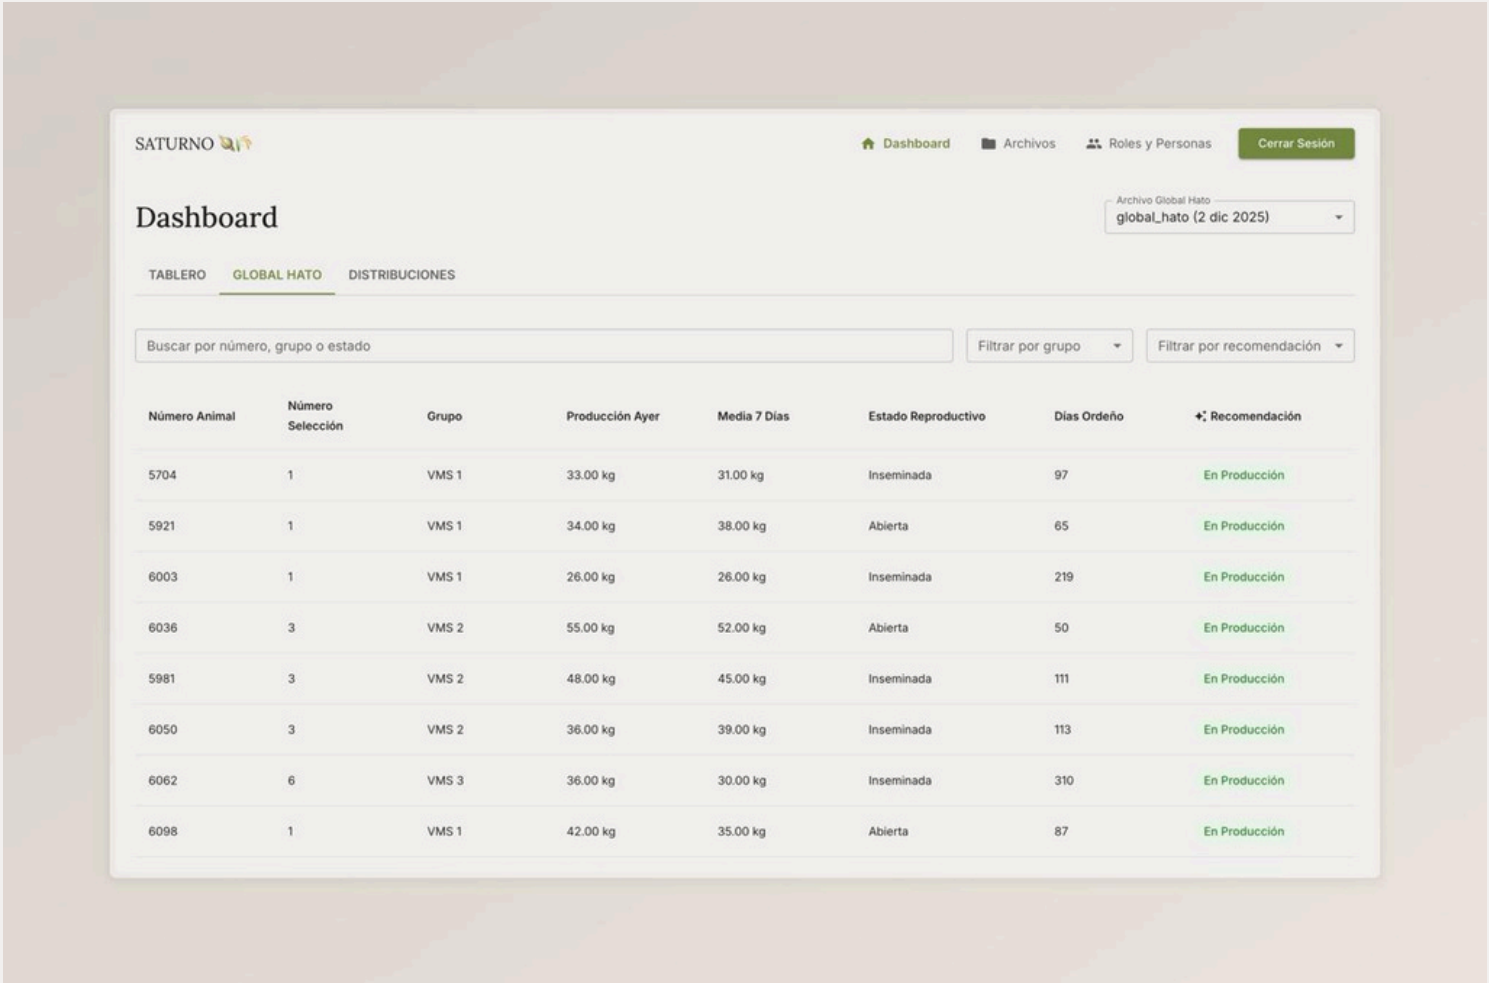 SATURNO
Dashboard
Archivos
Roles y Personas
Cerrar Sesión
Dashboard
Archivo Global Hato
global_hato (2 dic 2025)
TABLERO
GLOBAL HATO
DISTRIBUCIONES
Buscar por número, grupo o estado
Filtrar por grupo
Filtrar por recomendación
Número Animal Número Selección Grupo Producción Ayer Media 7 Días Estado Reproductivo Días Ordeño Recomendación
5704 1 VMS 1 33.00 kg 31.00 kg Inseminada 97 En Producción
5921 1 VMS 1 34.00 kg 38.00 kg Abierta 65 En Producción
6003 1 VMS 1 26.00 kg 26.00 kg Inseminada 219 En Producción
6036 3 VMS 2 55.00 kg 52.00 kg Abierta 50 En Producción
5981 3 VMS 2 48.00 kg 45.00 kg Inseminada 111 En Producción
6050 3 VMS 2 36.00 kg 39.00 kg Inseminada 113 En Producción
6062 6 VMS 3 36.00 kg 30.00 kg Inseminada 310 En Producción
6098 1 VMS 1 42.00 kg 35.00 kg Abierta 87 En Producción